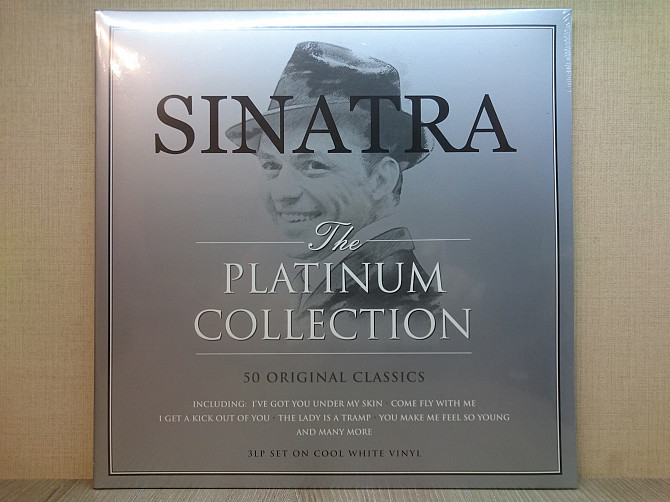 SINATRA
The
PLATINUM
COLLECTION
50 ORIGINAL CLASSICS
INCLUDING: I'VE GOT YOU UNDER MY SKIN · COME FLY WITH ME
I GET A KICK OUT OF YOU · THE LADY IS A TRAMP · YOU MAKE ME FEEL SO YOUNG
AND MANY MORE
3LP SET ON COOL WHITE VINYL